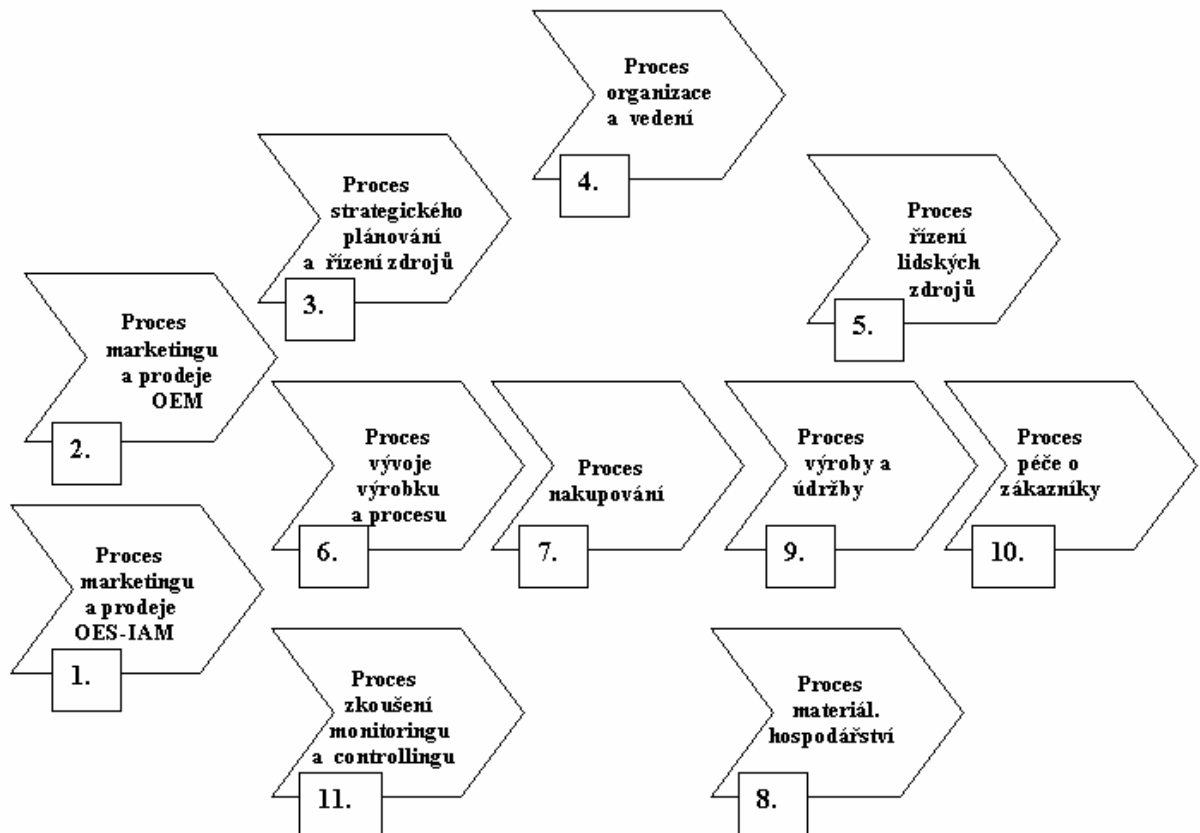 Proces
organizace
a vedení
4.
Proces
strategického
plánování
a řízení zdrojů
3.
Proces
řízení
lidských
zdrojů
5.
Proces
marketingu
a prodeje
OEM
2.
Proces
vývoje
výrobku
a procesu
6.
Proces
nakupování
7.
Proces
výroby a
údržby
9.
Proces
péče o
zákazníky
10.
Proces
marketingu
a prodeje
OES-IAM
1.
Proces
zkoušení
monitoringu
a controllingu
11.
Proces
materiál.
hospodářství
8.